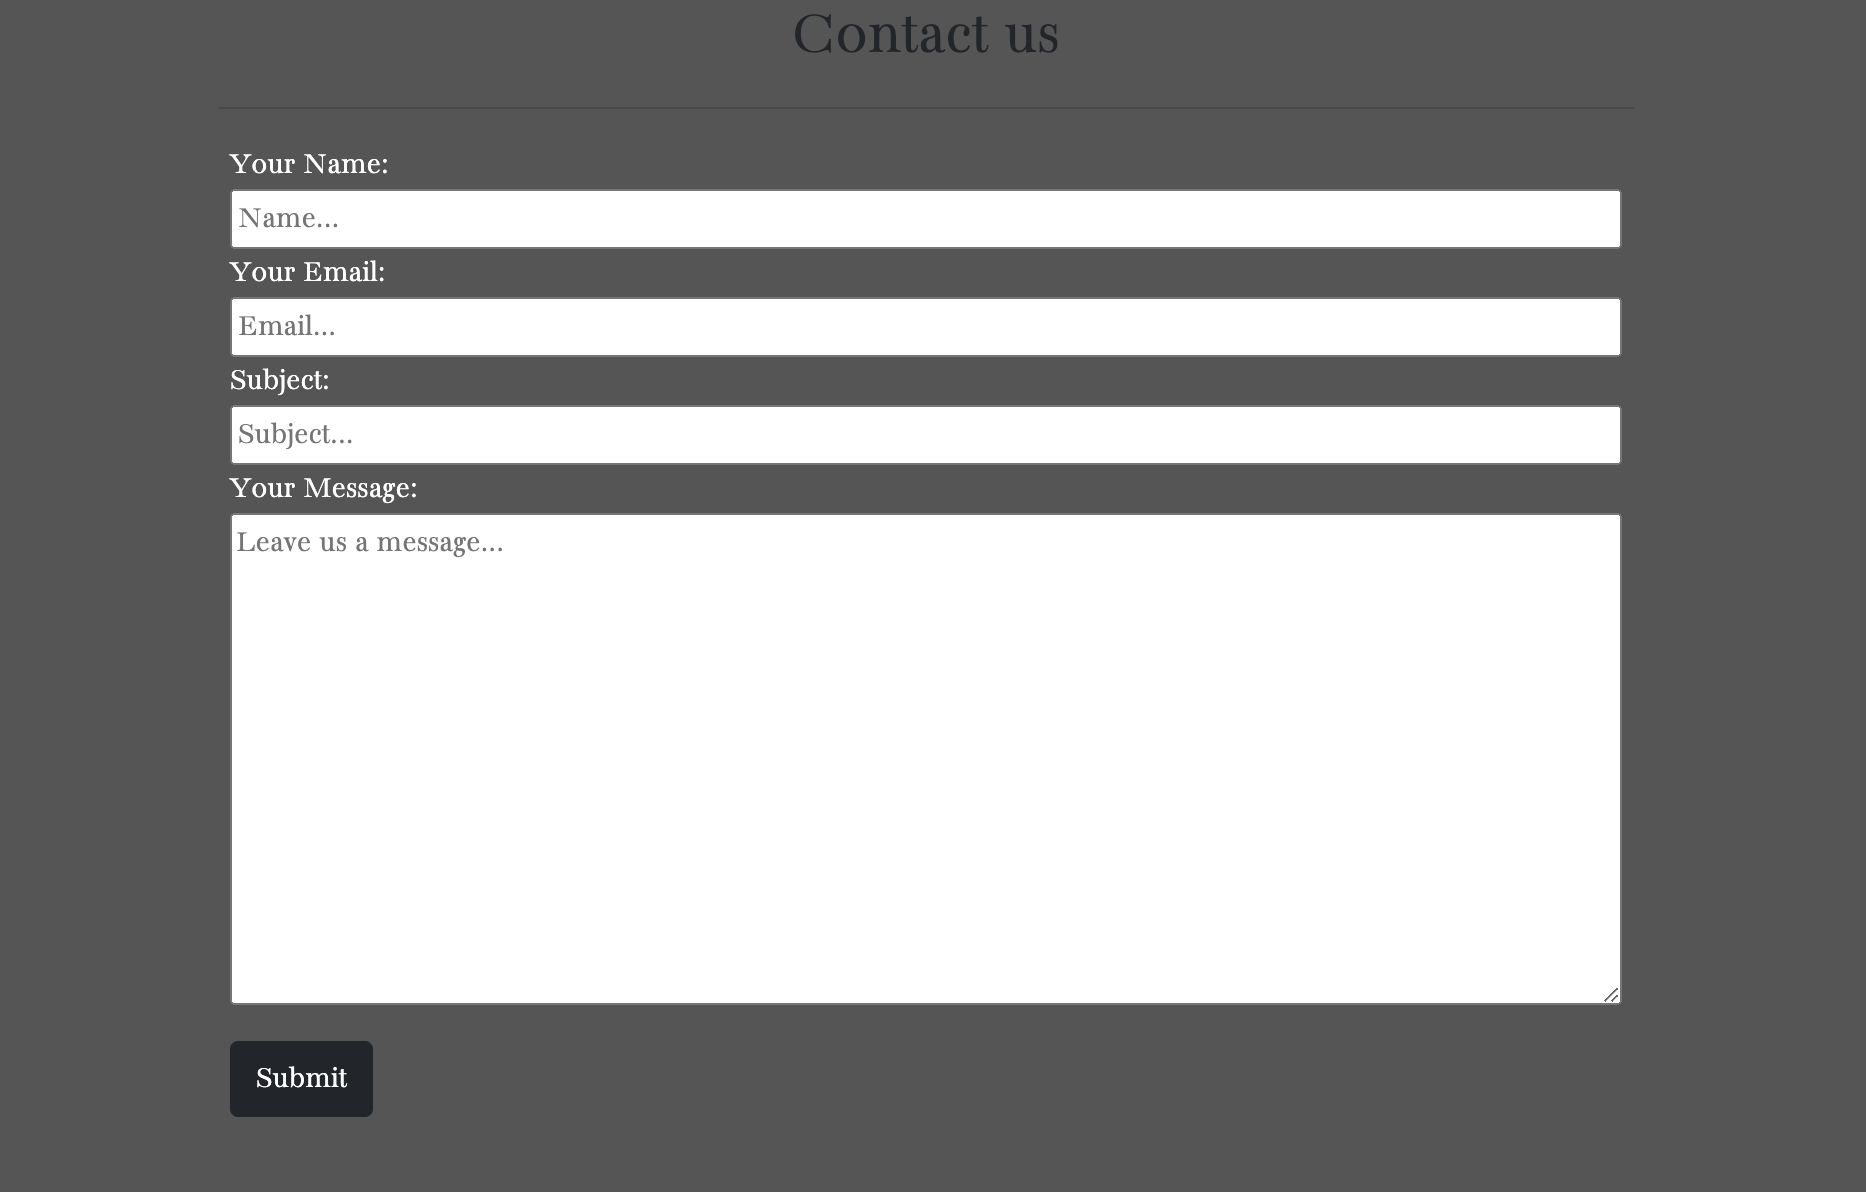 Contact us
Your Name:
Name...
Your Email:
Email...
Subject:
Subject...
Your Message:
Leave us a message...
Submit